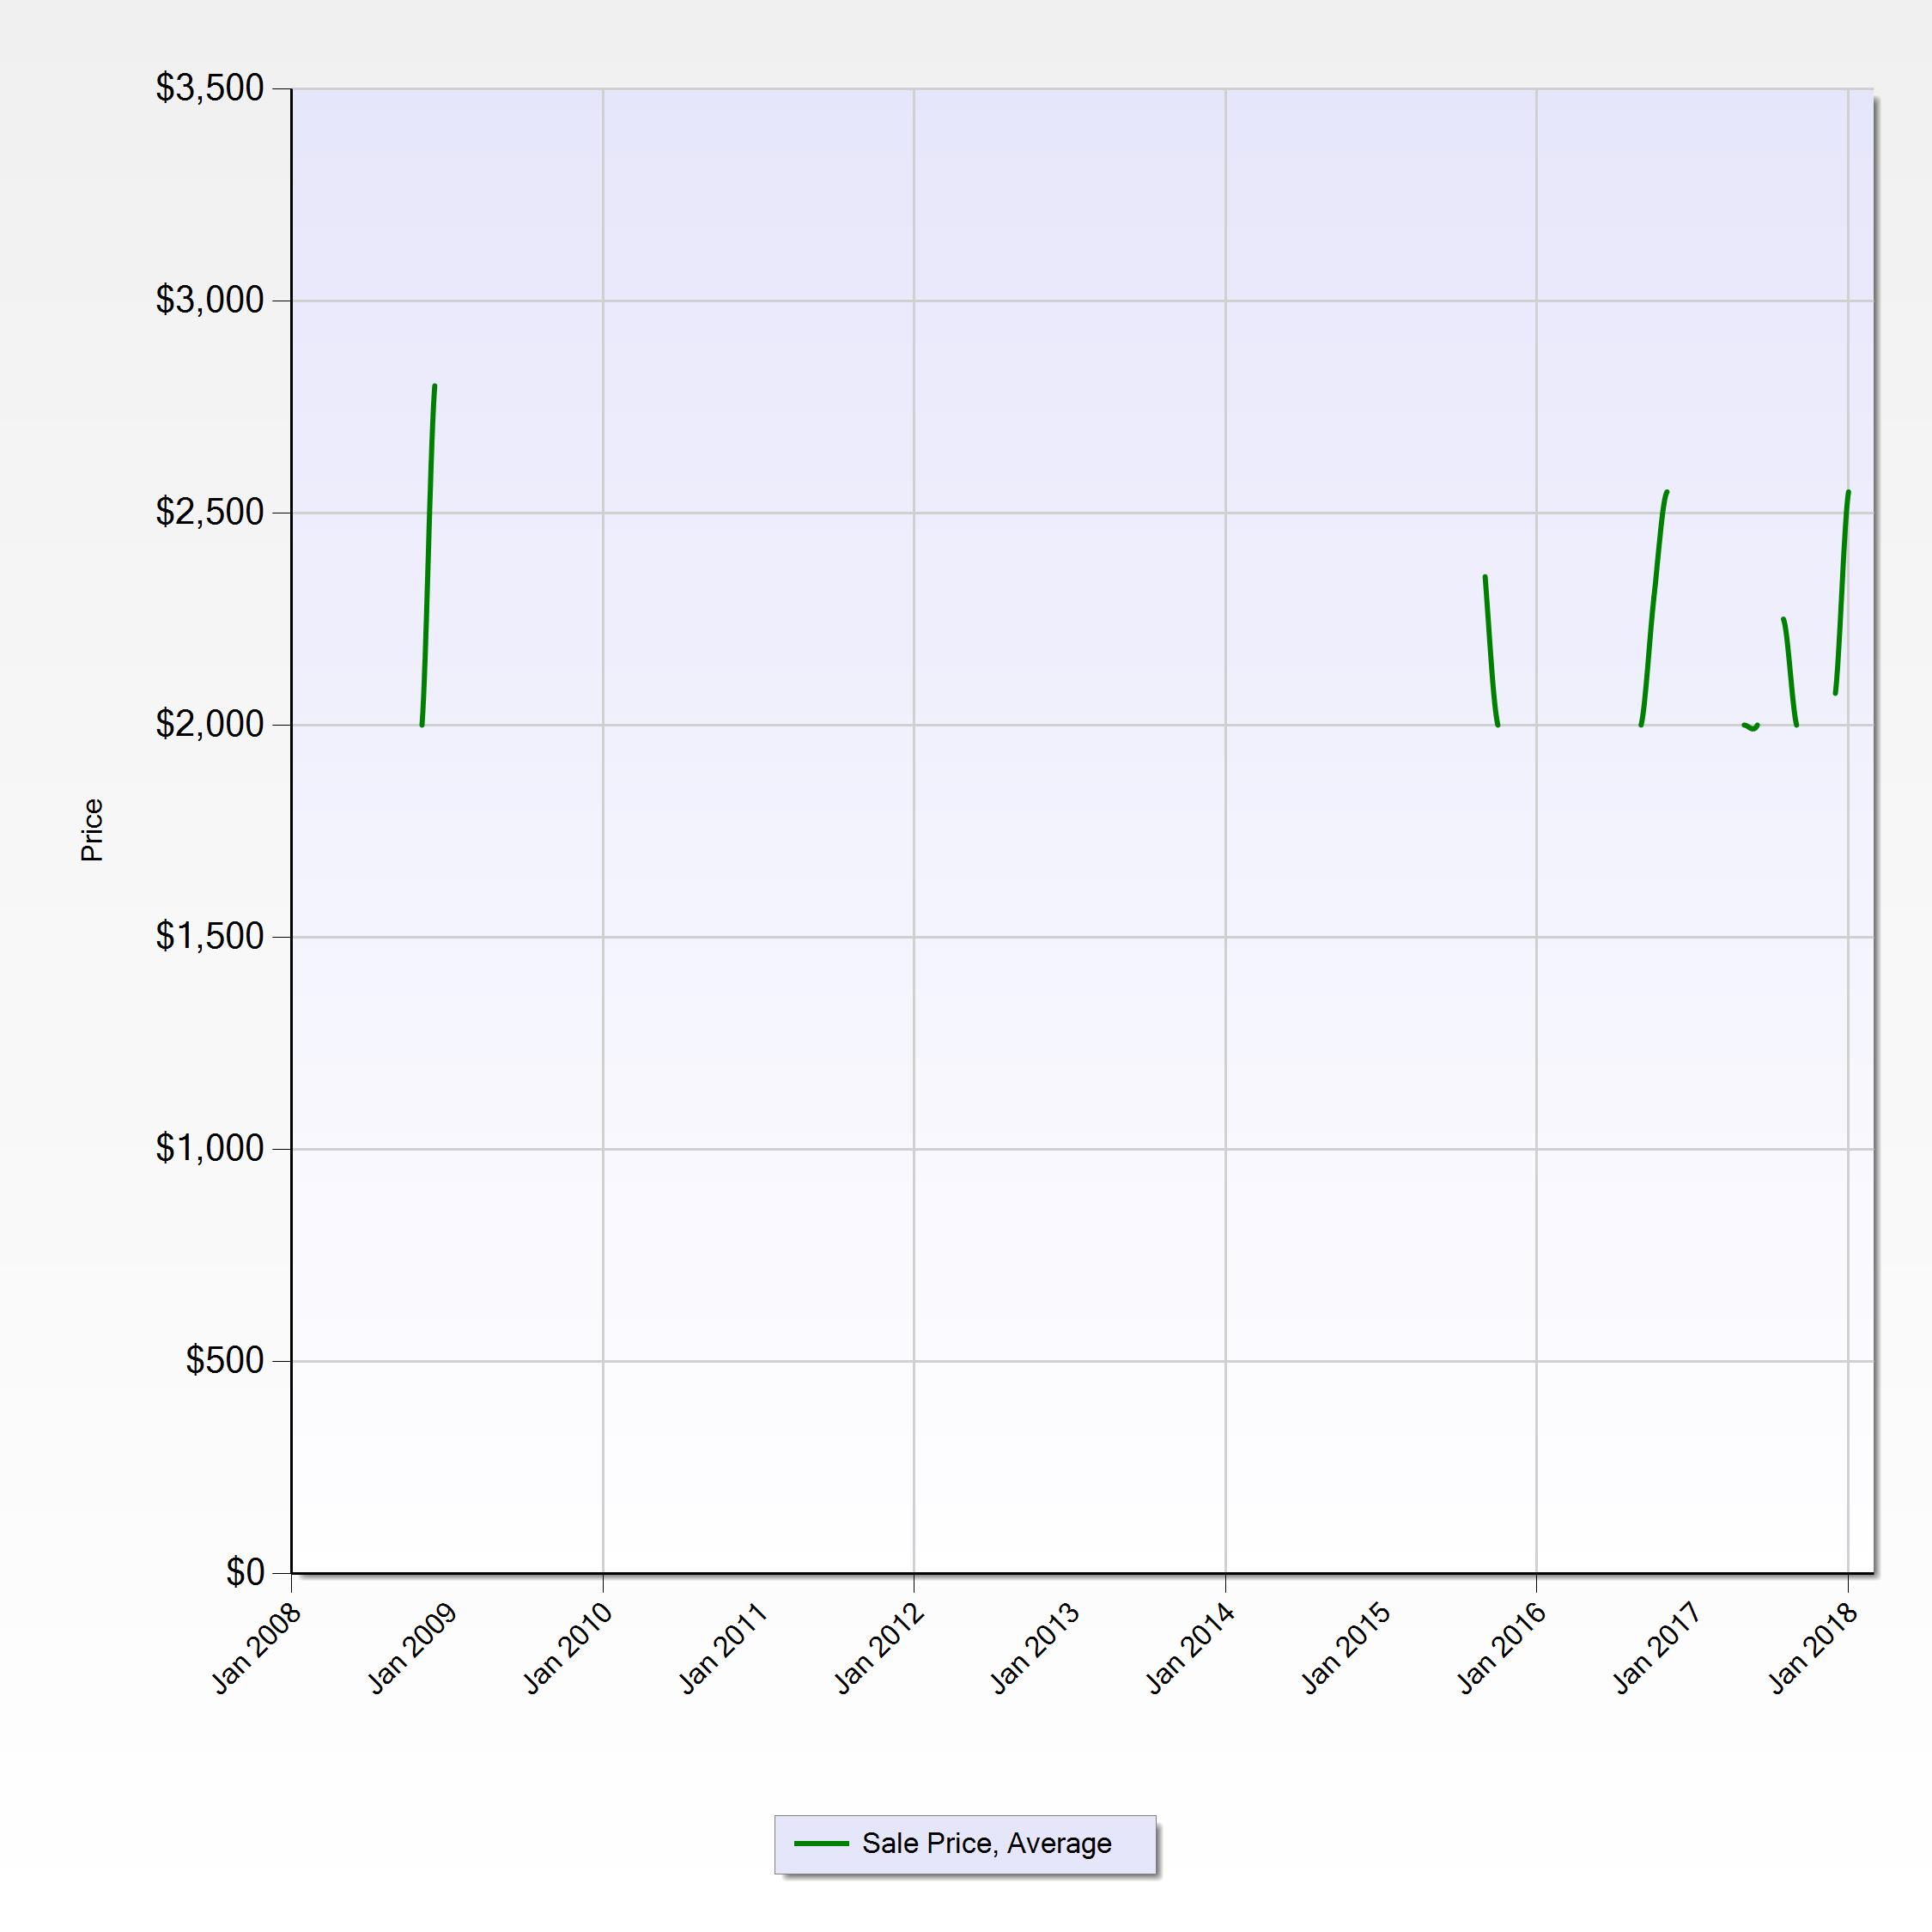 $3,500
$3,000
$2,500
$2,000
$1,500
$1,000
$500
$0
Price
Jan 2008
Jan 2009
Jan 2010
Jan 2011
Jan 2012
Jan 2013
Jan 2014
Jan 2015
Jan 2016
Jan 2017
Jan 2018
Sale Price, Average